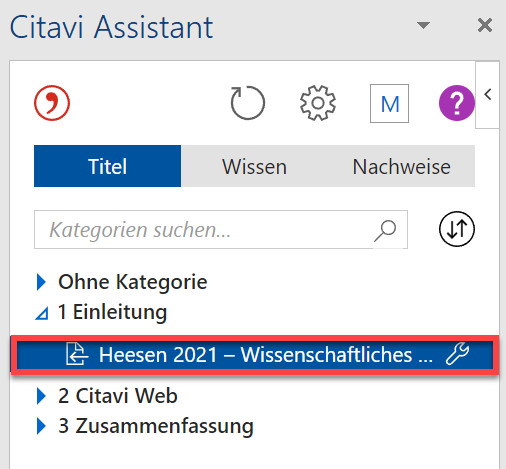 Citavi Assistant
M ?
Titel Wissen Nachweise
Kategorien suchen...
Ohne Kategorie
1 Einleitung
Heesen 2021 – Wissenschaftliches ...
2 Citavi Web
3 Zusammenfassung